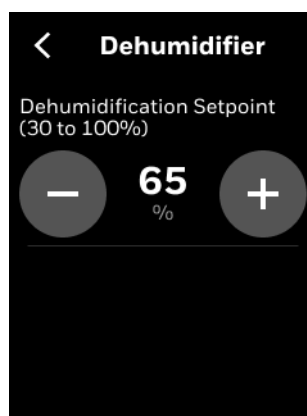 Dehumidifier
Dehumidification Setpoint
(30 to 100%)
65
%